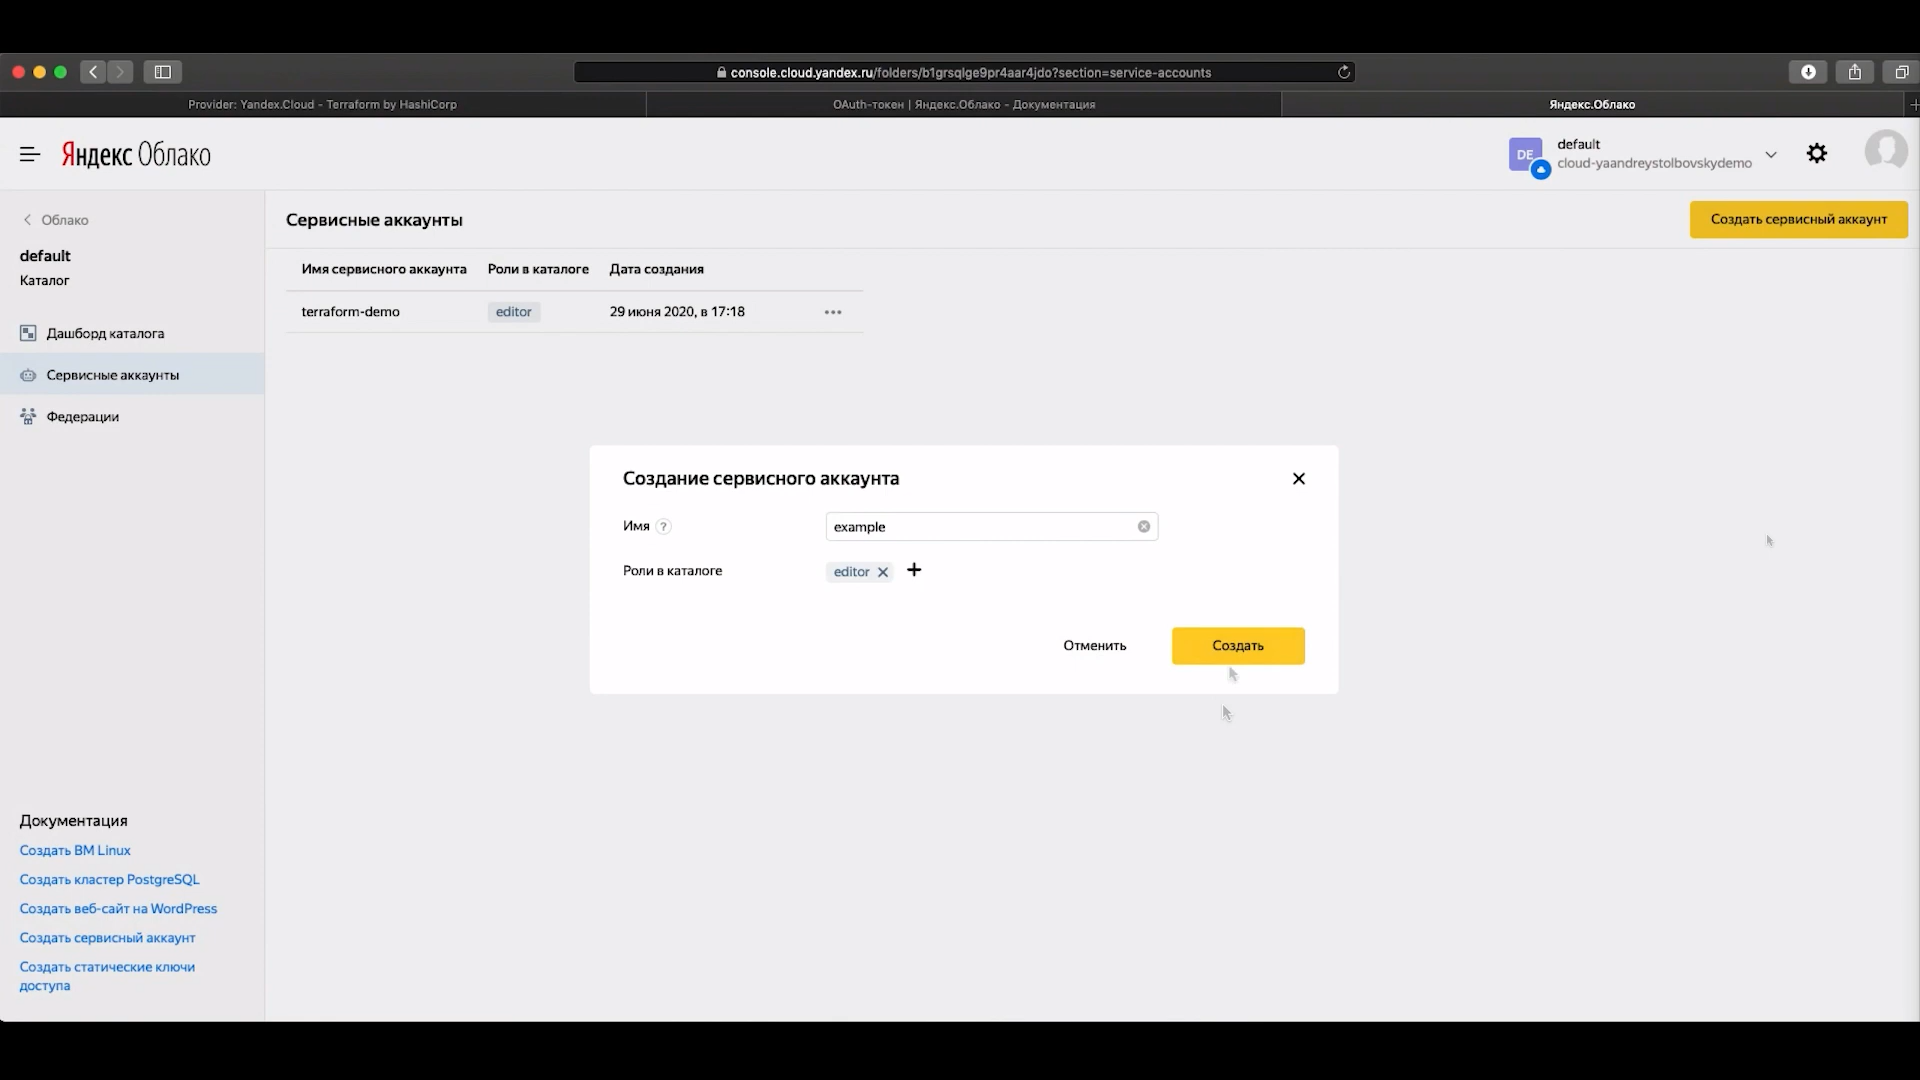 console.cloud.yandex.ru/folders/b1grsqlge9pr4aar4jdo?section=service-accounts
Provider: Yandex.Cloud - Terraform by HashiCorp
OAuth-токен | Яндекс.Облако - Документация
Яндекс.Облако
Яндекс Облако
DE
default
cloud-yaandreystolbovskydemo
Облако
default
Каталог
Дашборд каталога
Сервисные аккаунты
Федерации
Сервисные аккаунты
Создать сервисный аккаунт
Имя сервисного аккаунта Роли в каталоге Дата создания
terraform-demo editor 29 июня 2020, в 17:18
Создание сервисного аккаунта
Имя ? example
Роли в каталоге editor
Отменить Создать
Документация
Создать ВМ Linux
Создать кластер PostgreSQL
Создать веб-сайт на WordPress
Создать сервисный аккаунт
Создать статические ключи
доступа